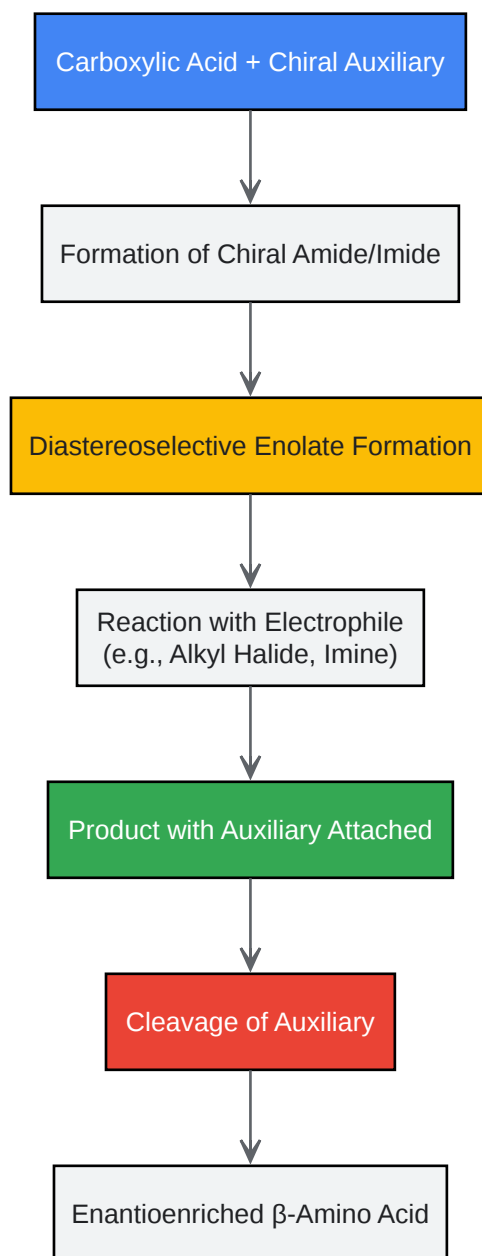 Carboxylic Acid + Chiral Auxiliary
Formation of Chiral Amide/Imide
Diastereoselective Enolate Formation
Reaction with Electrophile
(e.g., Alkyl Halide, Imine)
Product with Auxiliary Attached
Cleavage of Auxiliary
Enantioenriched β-Amino Acid